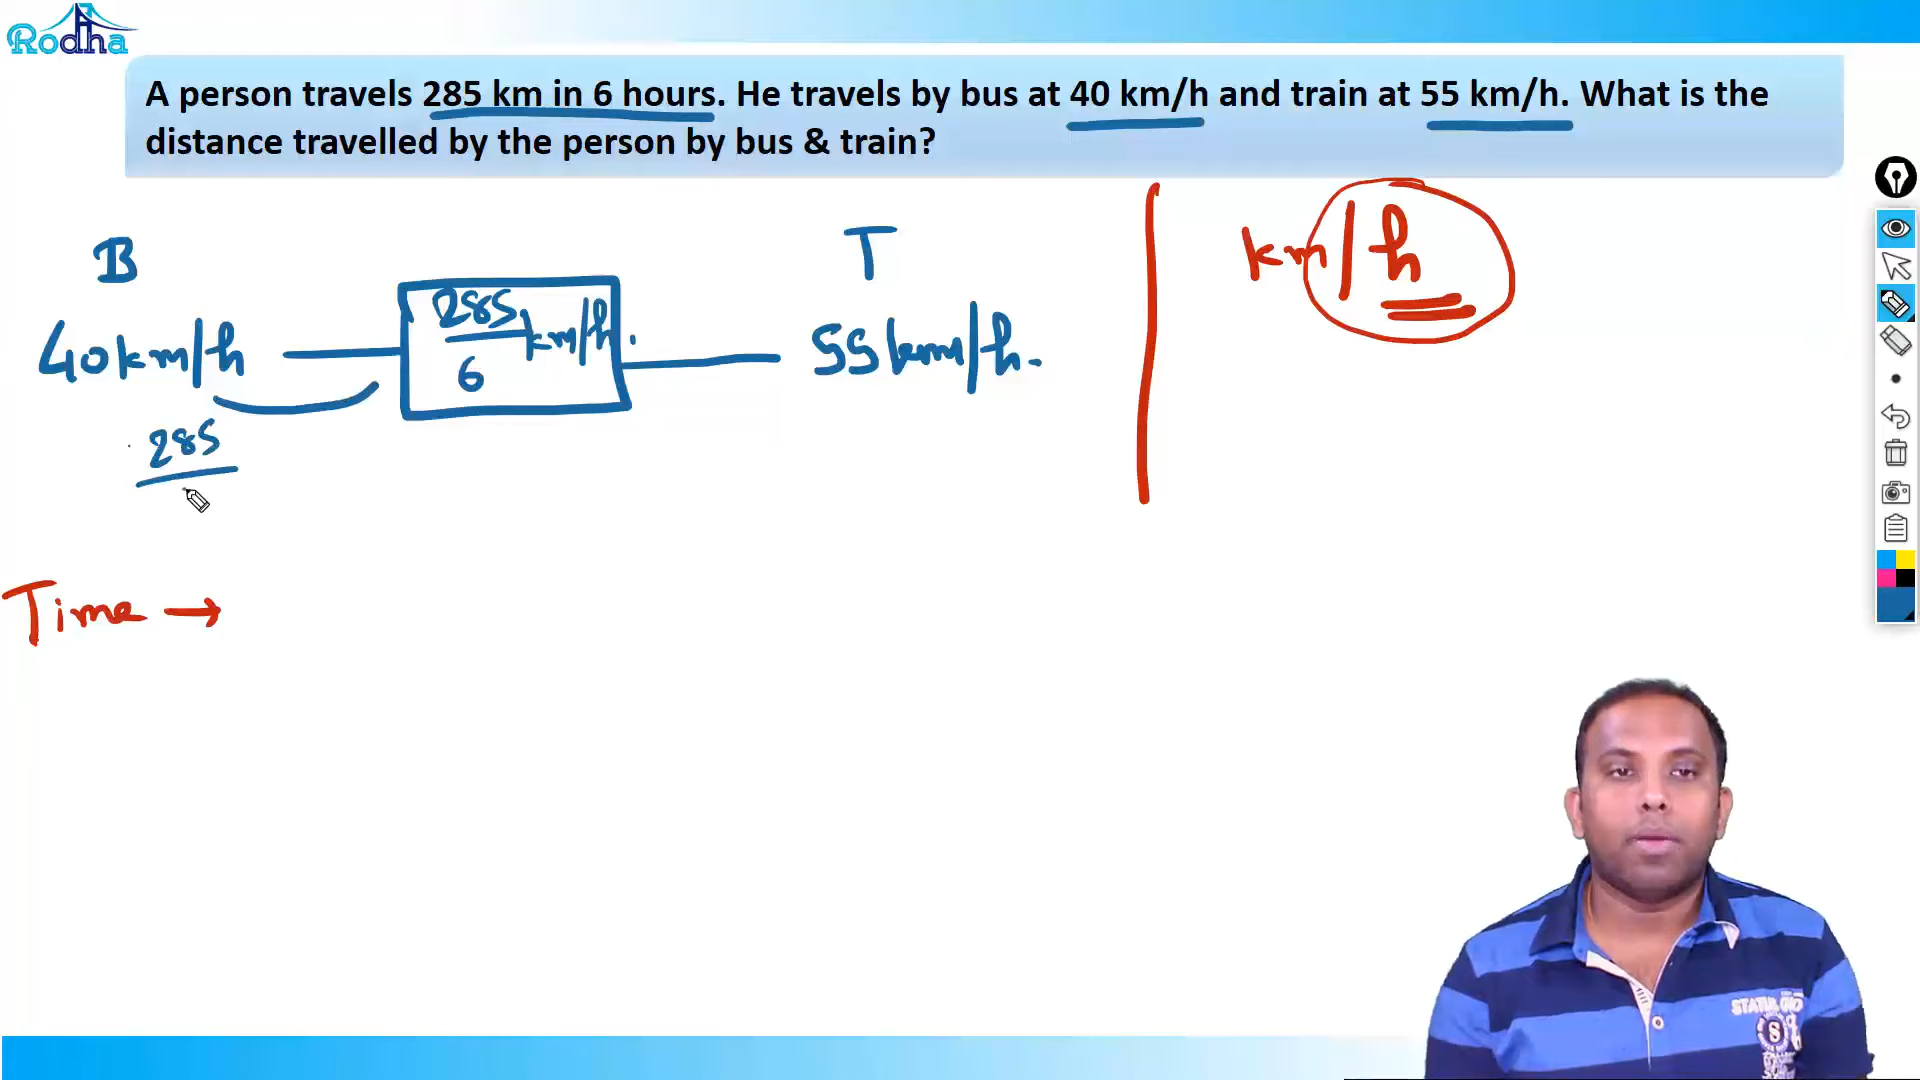 Rodha
A person travels 285 km in 6 hours. He travels by bus at 40 km/h and train at 55 km/h. What is the
distance travelled by the person by bus & train?
B
T
km/h
40km/h
285
6
km/h.
55km/h.
285
Time →